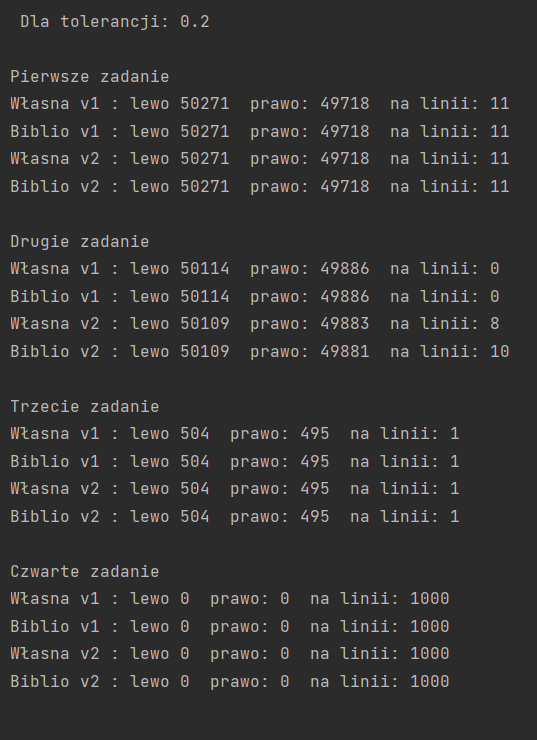 Dla tolerancji: 0.2
Pierwsze zadanie
Własna v1 : lewo 50271  prawo: 49718  na linii: 11
Biblio v1 : lewo 50271  prawo: 49718  na linii: 11
Własna v2 : lewo 50271  prawo: 49718  na linii: 11
Biblio v2 : lewo 50271  prawo: 49718  na linii: 11
Drugie zadanie
Własna v1 : lewo 50114  prawo: 49886  na linii: 0
Biblio v1 : lewo 50114  prawo: 49886  na linii: 0
Własna v2 : lewo 50109  prawo: 49883  na linii: 8
Biblio v2 : lewo 50109  prawo: 49881  na linii: 10
Trzecie zadanie
Własna v1 : lewo 504  prawo: 495  na linii: 1
Biblio v1 : lewo 504  prawo: 495  na linii: 1
Własna v2 : lewo 504  prawo: 495  na linii: 1
Biblio v2 : lewo 504  prawo: 495  na linii: 1
Czwarte zadanie
Własna v1 : lewo 0  prawo: 0  na linii: 1000
Biblio v1 : lewo 0  prawo: 0  na linii: 1000
Własna v2 : lewo 0  prawo: 0  na linii: 1000
Biblio v2 : lewo 0  prawo: 0  na linii: 1000